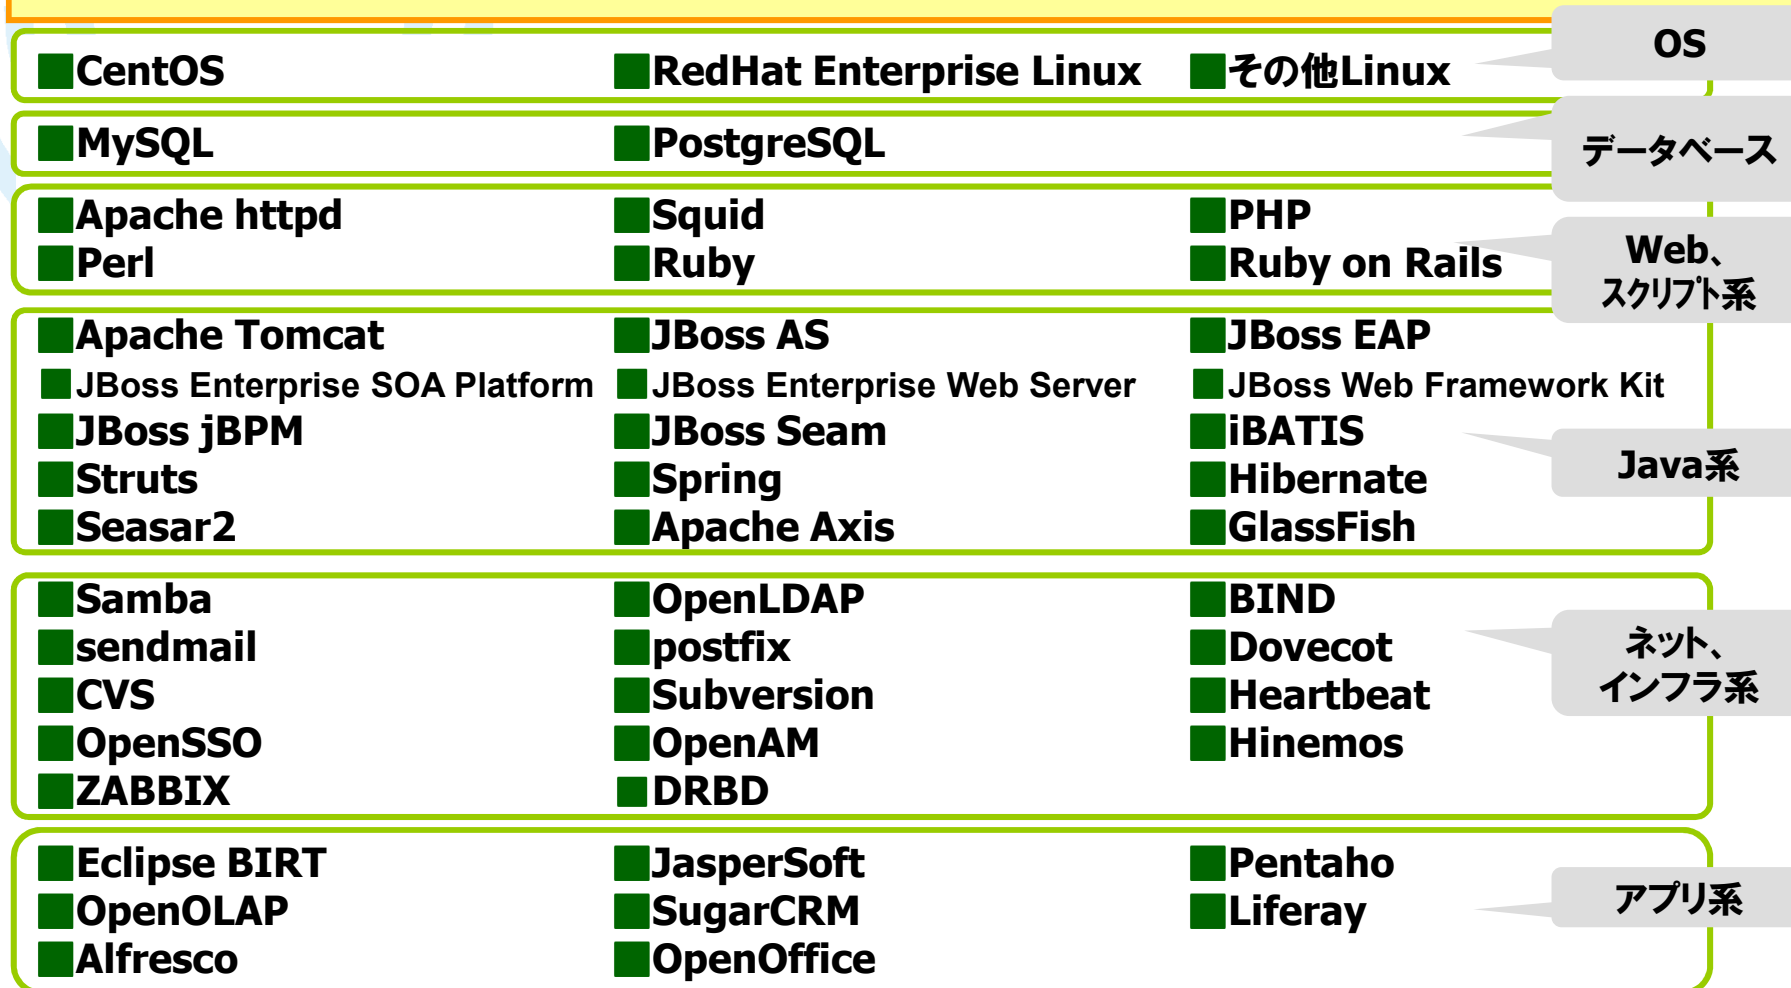 ■CentOS ■RedHat Enterprise Linux ■その他Linux
OS
■MySQL ■PostgreSQL
データベース
■Apache httpd ■Squid ■PHP
■Perl ■Ruby ■Ruby on Rails
Web、
スクリプト系
■Apache Tomcat ■JBoss AS ■JBoss EAP
■JBoss Enterprise SOA Platform ■JBoss Enterprise Web Server ■JBoss Web Framework Kit
■JBoss jBPM ■JBoss Seam ■iBATIS
■Struts ■Spring ■Hibernate
■Seasar2 ■Apache Axis ■GlassFish
Java系
■Samba ■OpenLDAP ■BIND
■sendmail ■postfix ■Dovecot
■CVS ■Subversion ■Heartbeat
■OpenSSO ■OpenAM ■Hinemos
■ZABBIX ■DRBD
ネット、
インフラ系
■Eclipse BIRT ■JasperSoft ■Pentaho
■OpenOLAP ■SugarCRM ■Liferay
■Alfresco ■OpenOffice
アプリ系